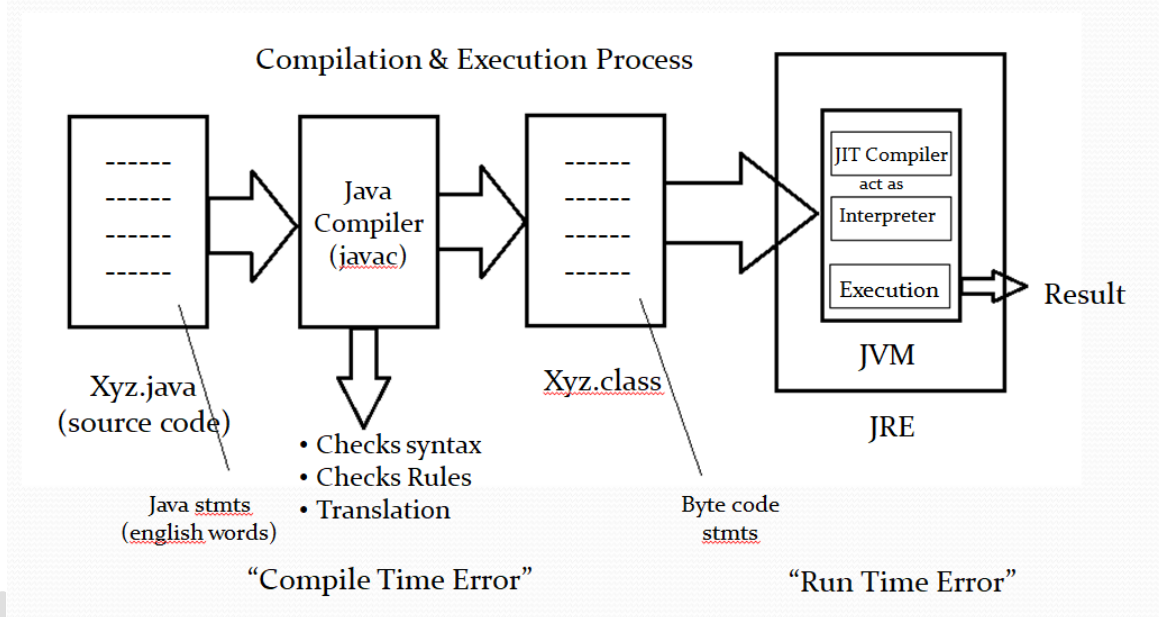 Compilation & Execution Process
------
------
------
------
Xyz.java
(source code)
Java stmts
(english words)
Java
Compiler
(javac)
• Checks syntax
• Checks Rules
• Translation
"Compile Time Error"
------
------
------
------
Xyz.class
Byte code
stmts
JIT Compiler
act as
Interpreter
Execution
JVM
JRE
Result
"Run Time Error"